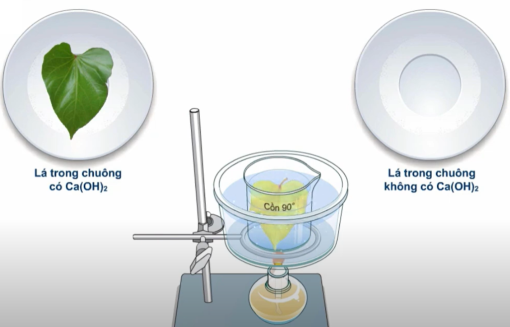 Lá trong chuông
có Ca(OH)₂
Cồn 90°
Lá trong chuông
không có Ca(OH)₂